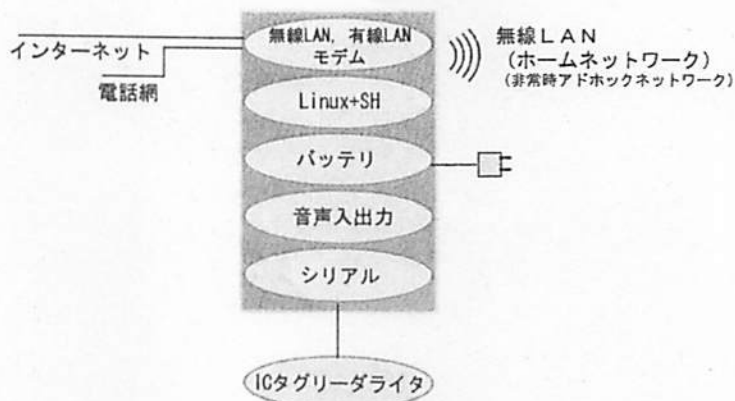 インターネット
電話網
無線LAN, 有線LAN
モデム
Linux+SH
バッテリ
音声入出力
シリアル
ICタグリーダライタ
無線LAN
(ホームネットワーク)
(非常時アドホックネットワーク)